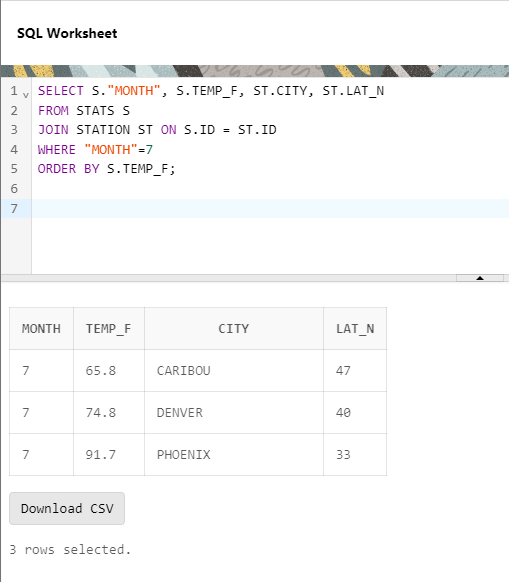 SQL Worksheet
1 SELECT S."MONTH", S.TEMP_F, ST.CITY, ST.LAT_N
2 FROM STATS S
3 JOIN STATION ST ON S.ID = ST.ID
4 WHERE "MONTH"=7
5 ORDER BY S.TEMP_F;
6
7
MONTH TEMP_F CITY LAT_N
7 65.8 CARIBOU 47
7 74.8 DENVER 40
7 91.7 PHOENIX 33
Download CSV
3 rows selected.